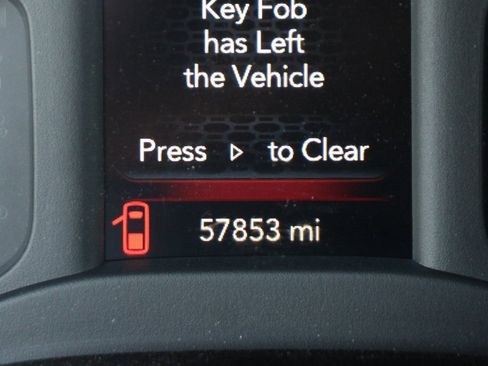 Key Fob
has Left
the Vehicle
Press ▷ to Clear
57853 mi